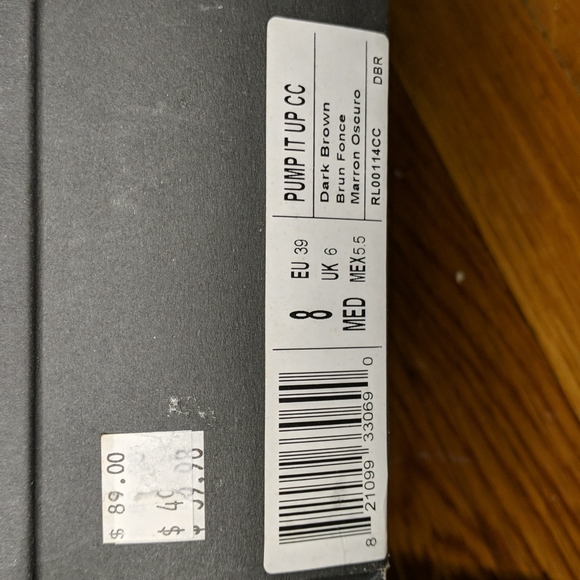 PUMP IT UP CC
Dark Brown
Brun Fonce
Marron Oscuro
RL00114CC DBR
8 EU 39
UK 6
MED MEX5.5
8 21099 33069 0
$ 89.00